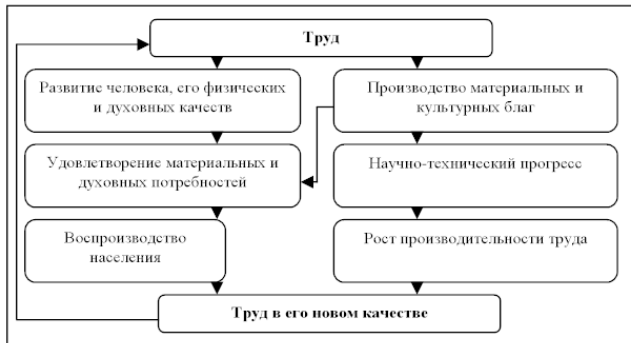 Труд
Развитие человека, его физических
и духовных качеств
Производство материальных и
культурных благ
Удовлетворение материальных и
духовных потребностей
Научно-технический прогресс
Воспроизводство
населения
Рост производительности труда
Труд в его новом качестве